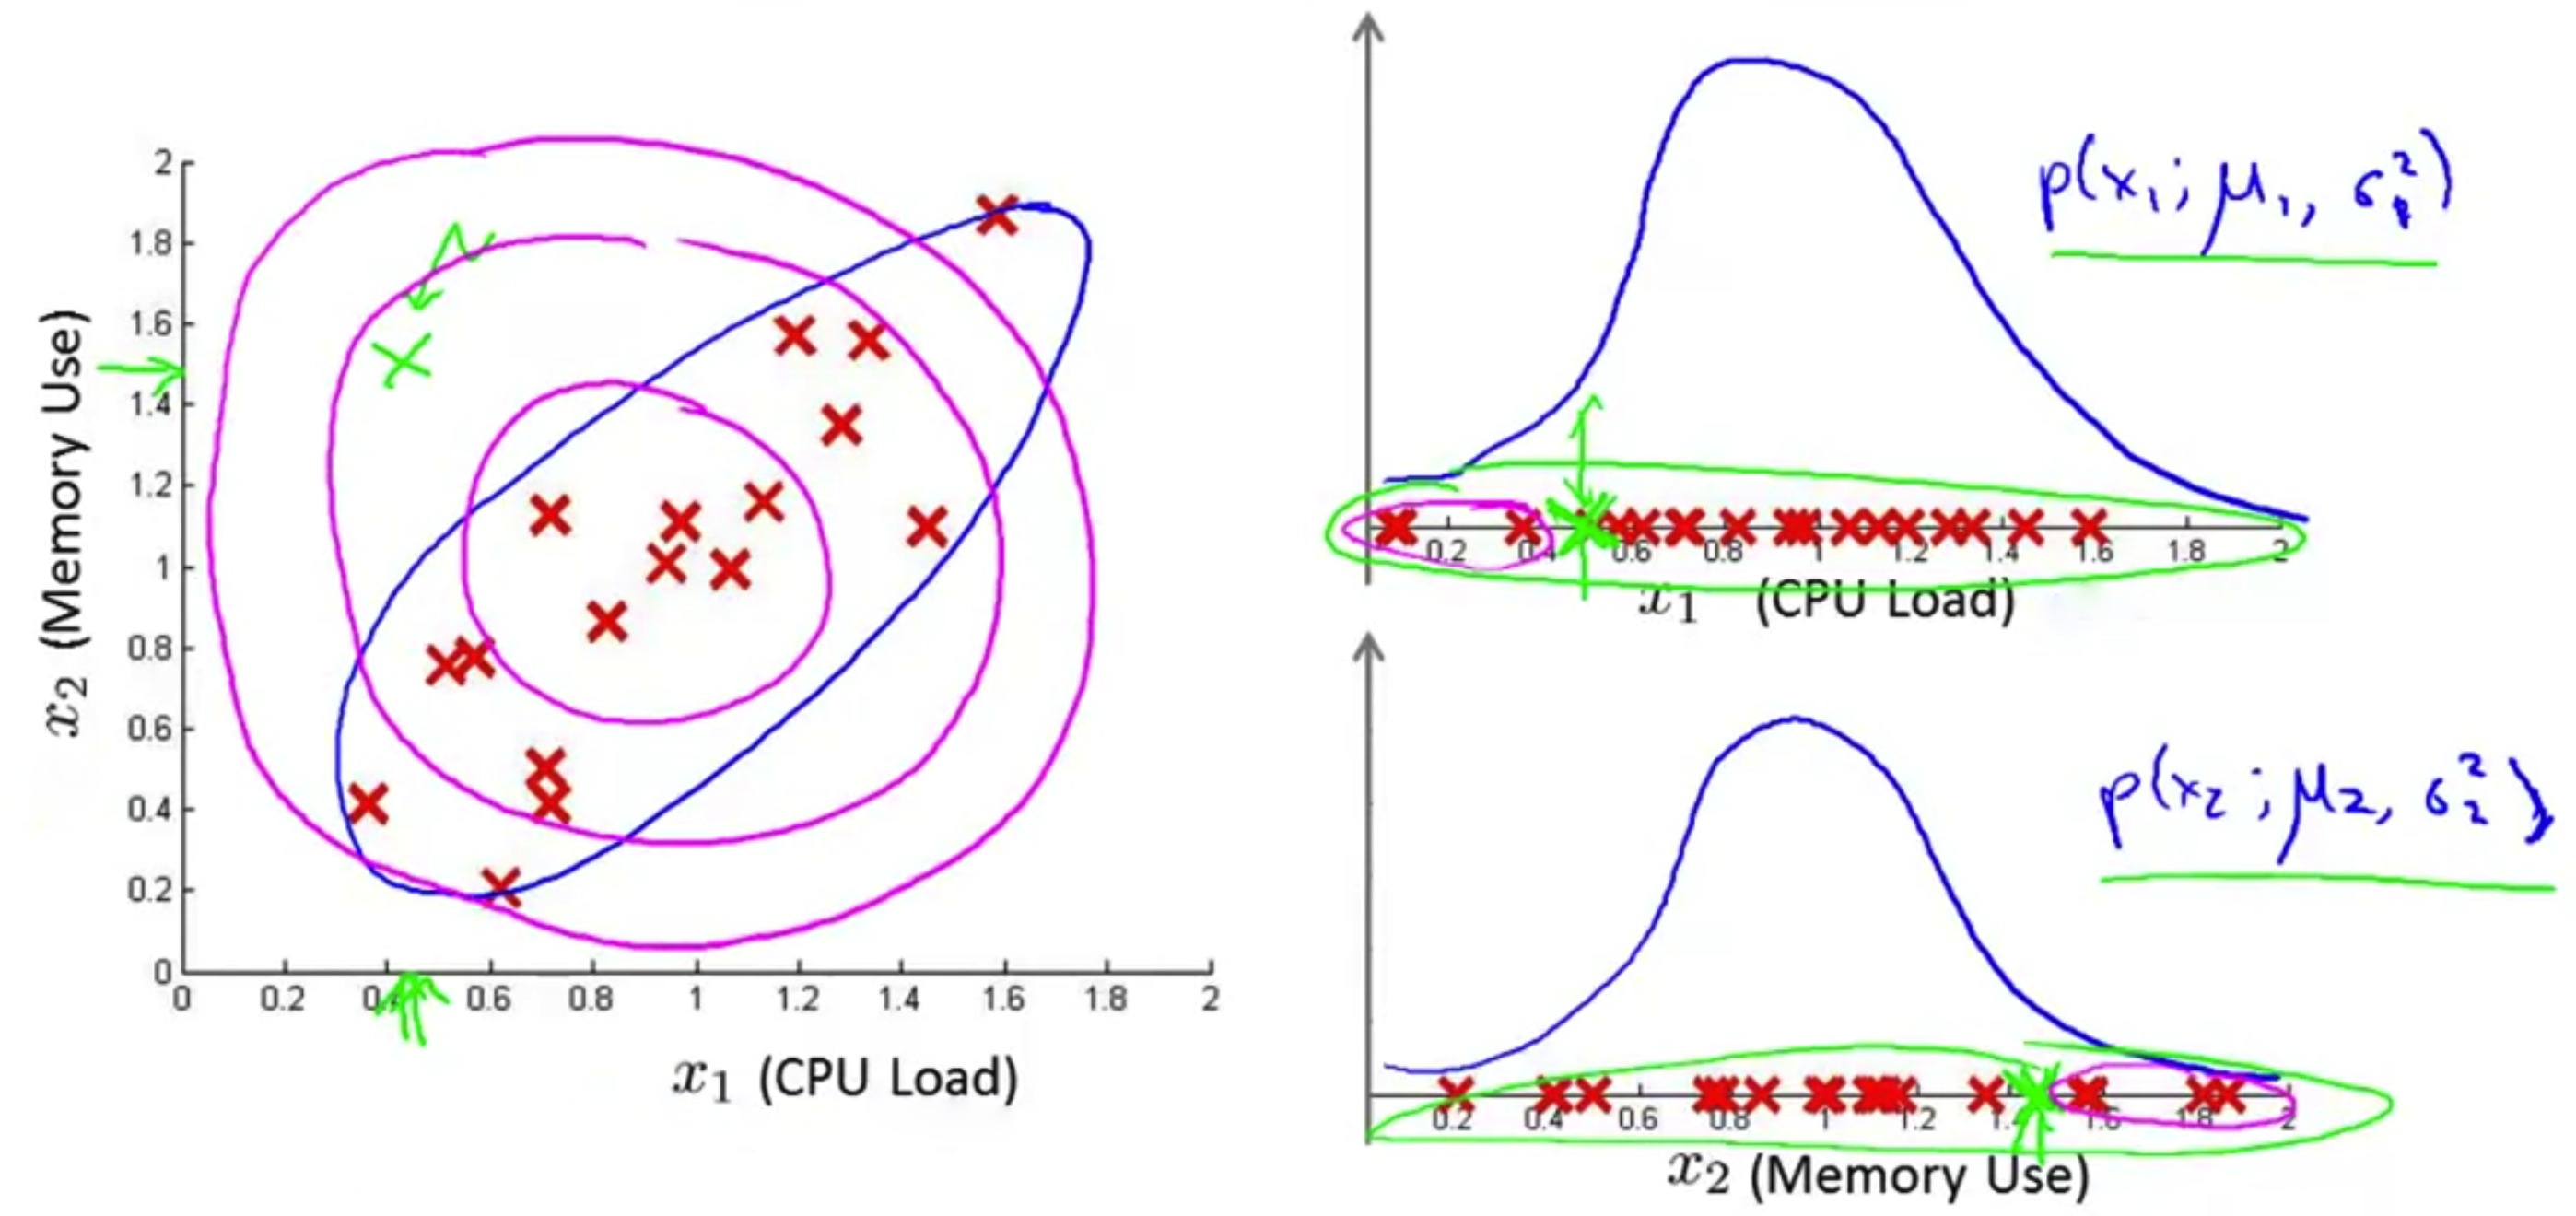 2
1.8
1.6
1.4
1.2
1
0.8
0.6
0.4
0.2
0
x2 (Memory Use)
0 0.2 0.6 0.8 1 1.2 1.4 1.6 1.8 2
x1 (CPU Load)
p(x₁; μ₁, σ₁²)
0.2 0.4 0.6 0.8 1 1.2 1.4 1.6 1.8 2
x1 (CPU Load)
p(x₂; μ₂, σ₂²)
0.2 0.4 0.6 0.8 1 1.2 1.6 1.8 2
x2 (Memory Use)